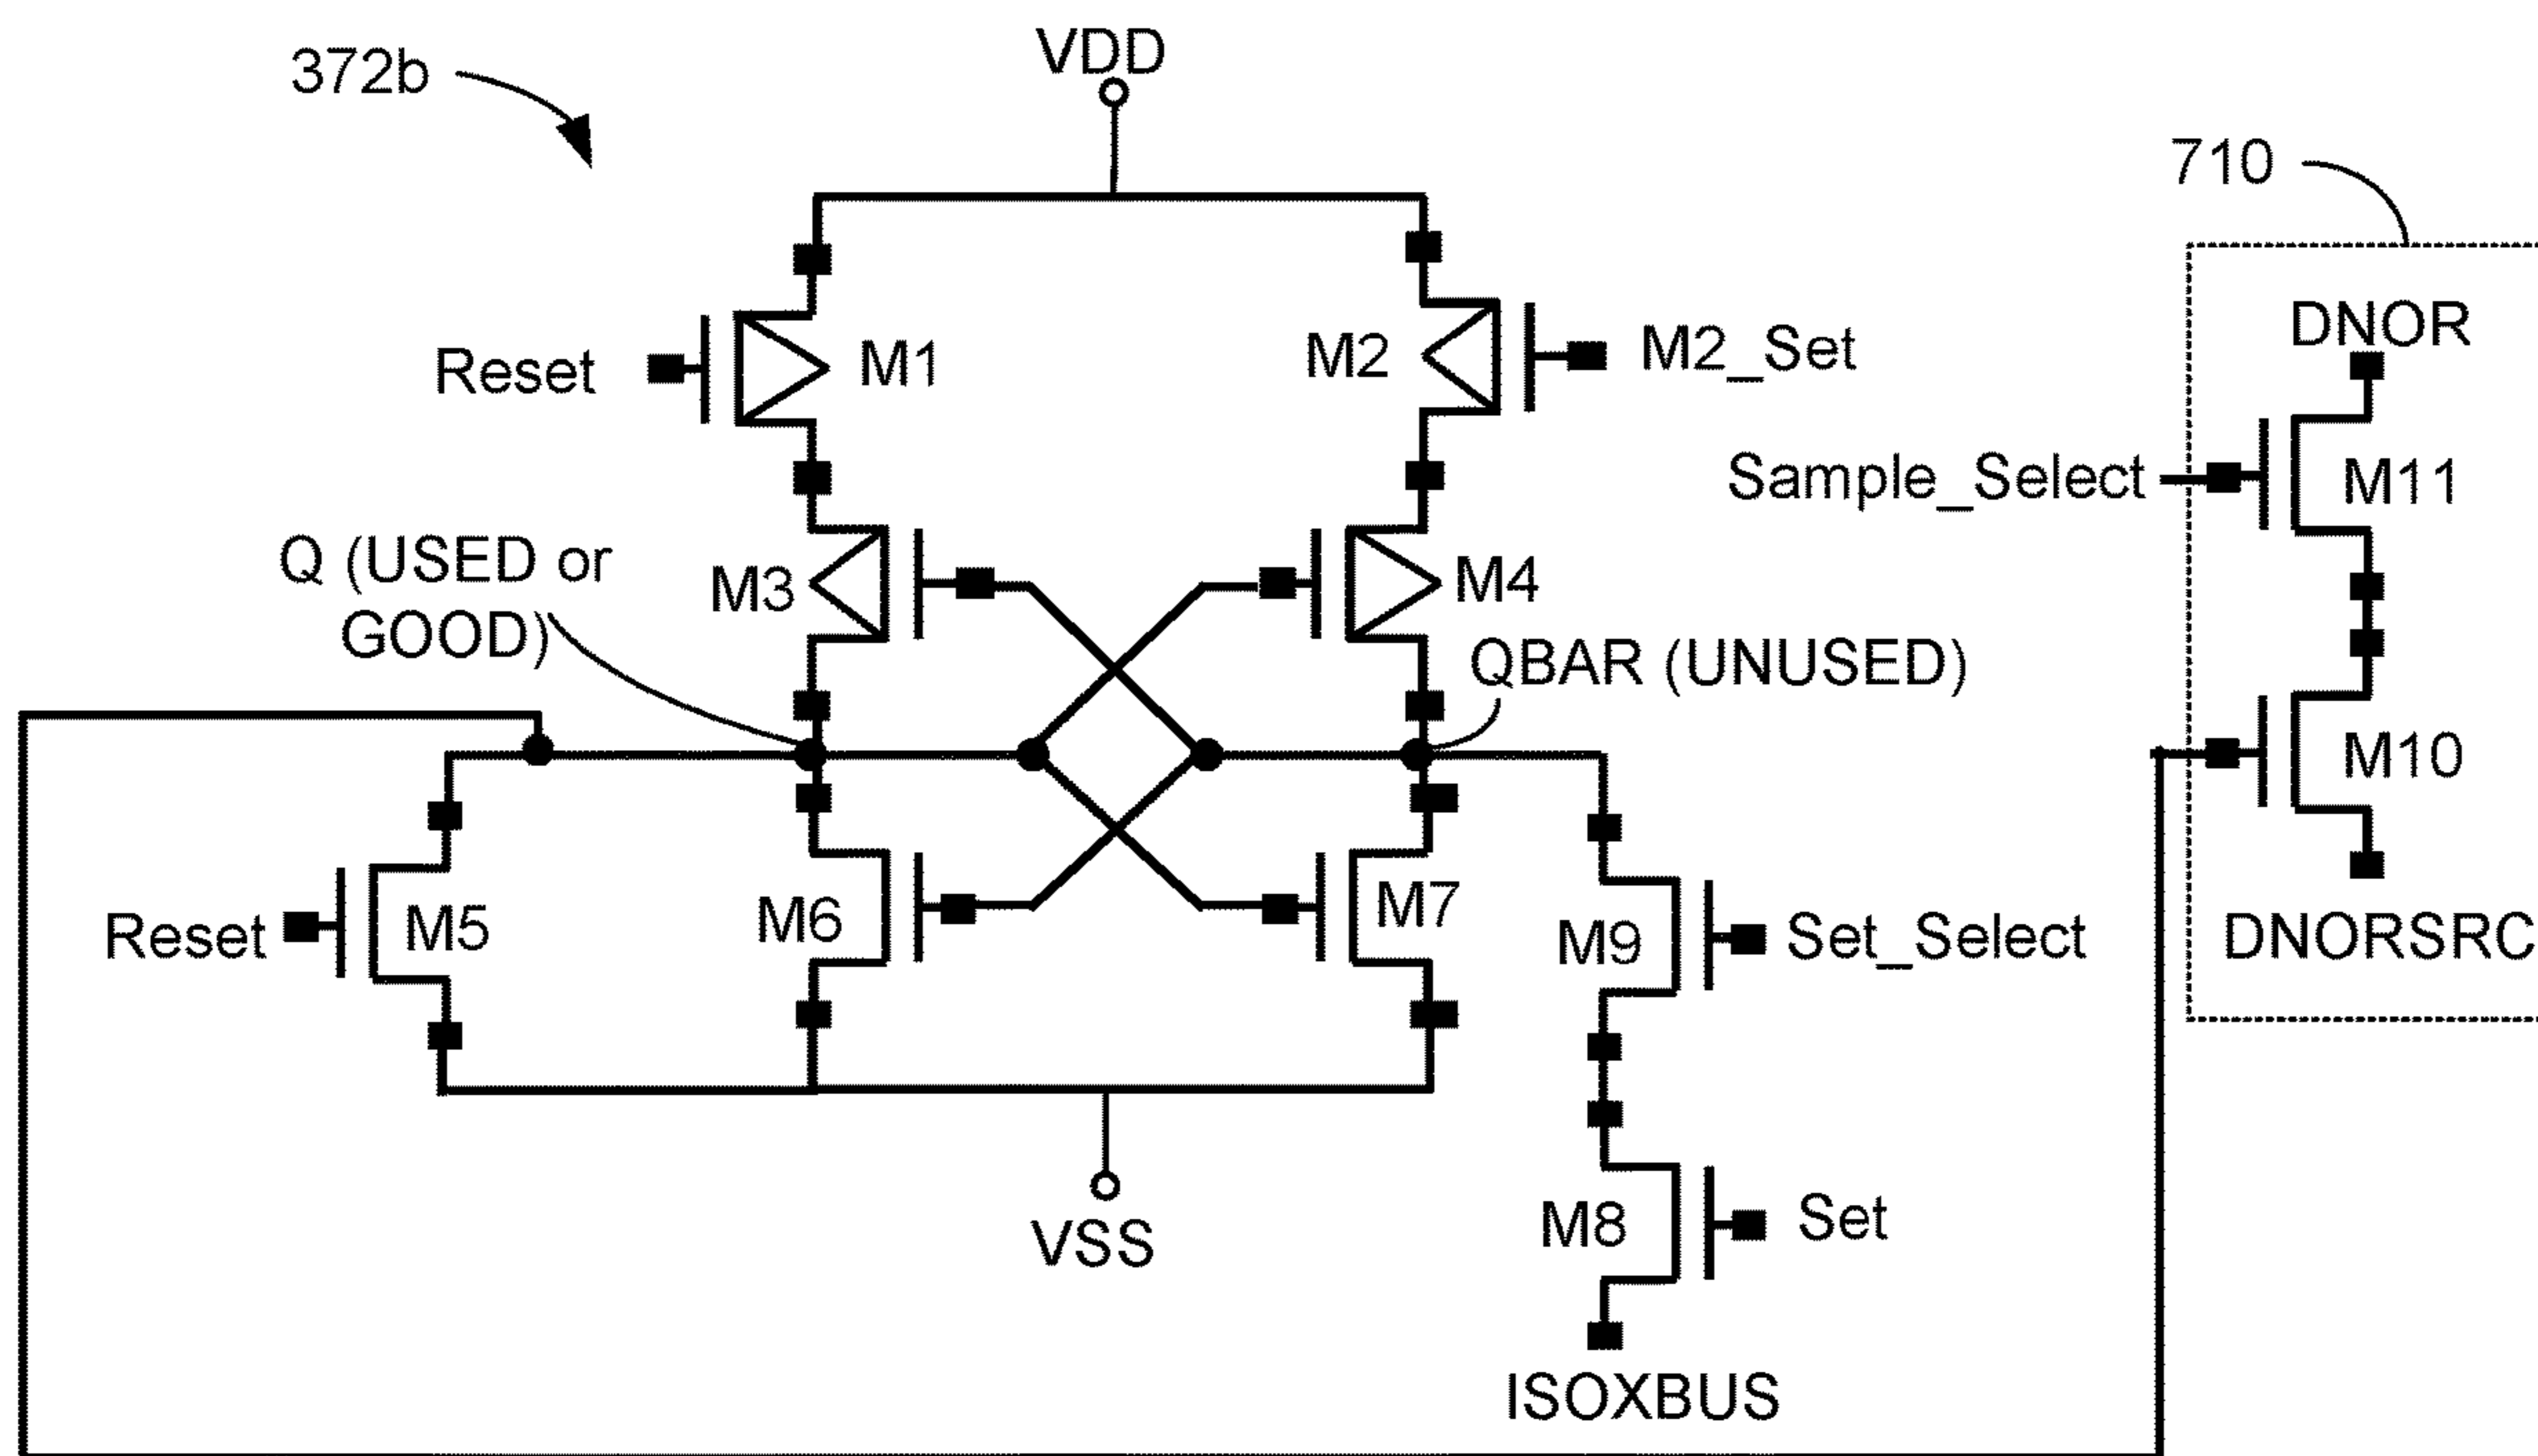 372b
VDD
710
DNOR
Reset
M1
M2
M2_Set
Sample_Select
M11
Q (USED or
GOOD)
M3
M4
QBAR (UNUSED)
M10
Reset
M5
M6
M7
M9
Set_Select
DNORSRC
VSS
M8
Set
ISOXBUS